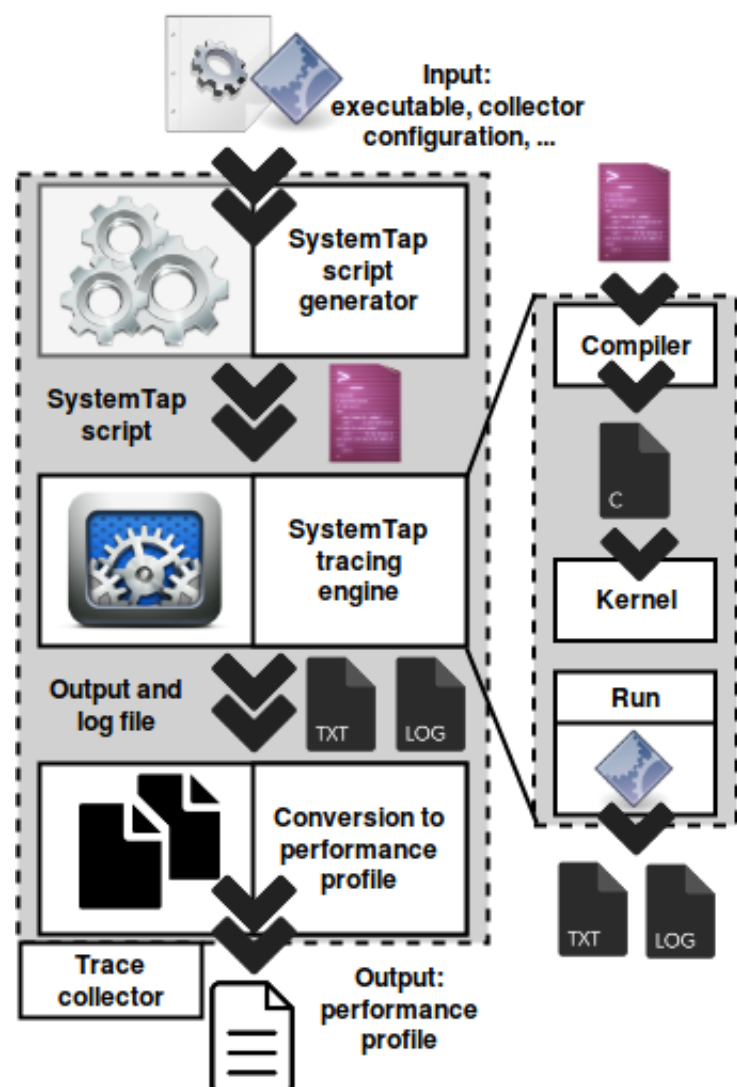 Input:
executable, collector
configuration, ...
SystemTap
script
generator
SystemTap
script
SystemTap
tracing
engine
Output and
log file
TXT
LOG
Conversion to
performance
profile
Trace
collector
Output:
performance
profile
Compiler
C
Kernel
Run
TXT
LOG